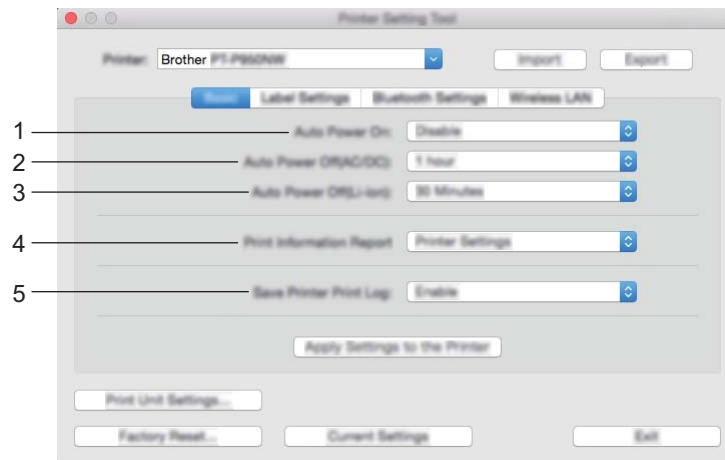 Printer Setting Tool
Printer: Brother PT-P950NW Import Export
Label Settings Bluetooth Settings Wireless LAN
1 Auto Power On: Disable
2 Auto Power Off(AC/DC): 1 hour
3 Auto Power Off(Li-ion): 30 Minutes
4 Print Information Report Printer Settings
5 Save Printer Print Log: Enable
Apply Settings to the Printer
Print Unit Settings...
Factory Reset... Current Settings Exit